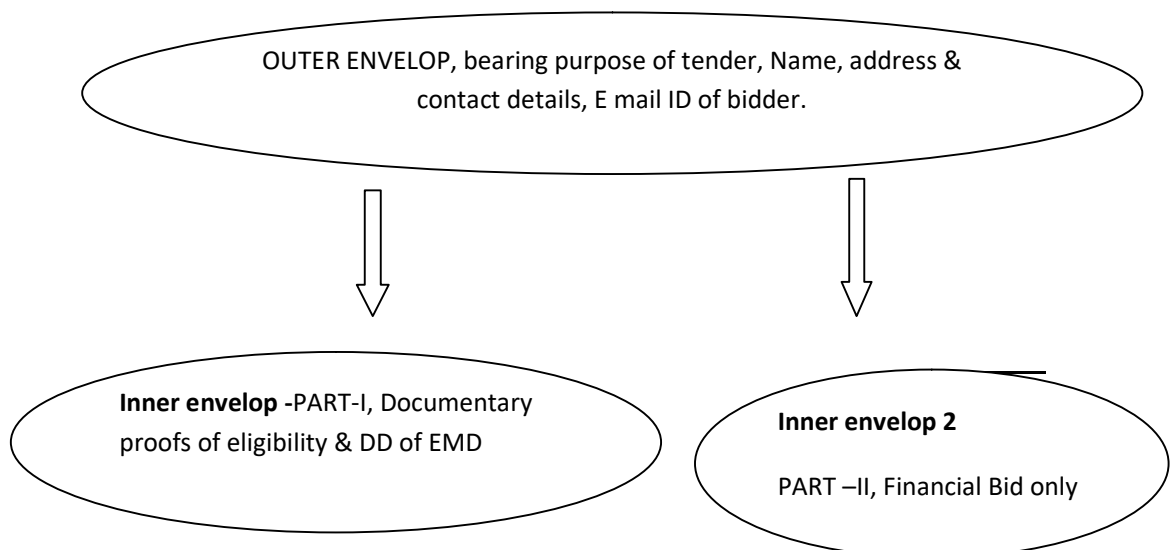 OUTER ENVELOP, bearing purpose of tender, Name, address &
contact details, E mail ID of bidder.
Inner envelop -PART-I, Documentary
proofs of eligibility & DD of EMD
Inner envelop 2
PART –II, Financial Bid only